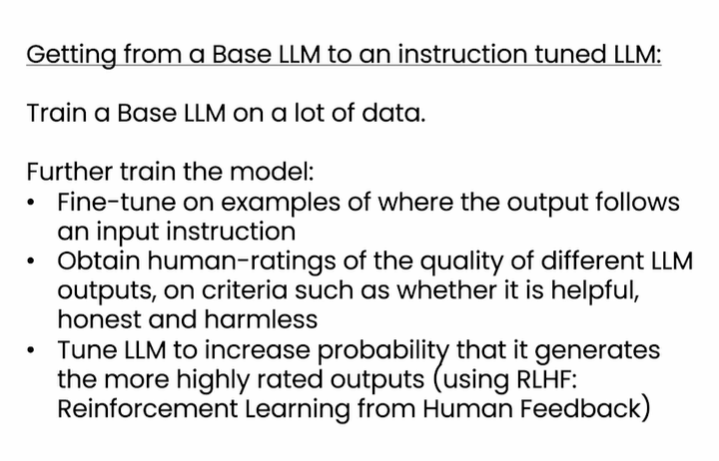 Getting from a Base LLM to an instruction tuned LLM:
Train a Base LLM on a lot of data.
Further train the model:
• Fine-tune on examples of where the output follows
an input instruction
• Obtain human-ratings of the quality of different LLM
outputs, on criteria such as whether it is helpful,
honest and harmless
• Tune LLM to increase probability that it generates
the more highly rated outputs (using RLHF:
Reinforcement Learning from Human Feedback)